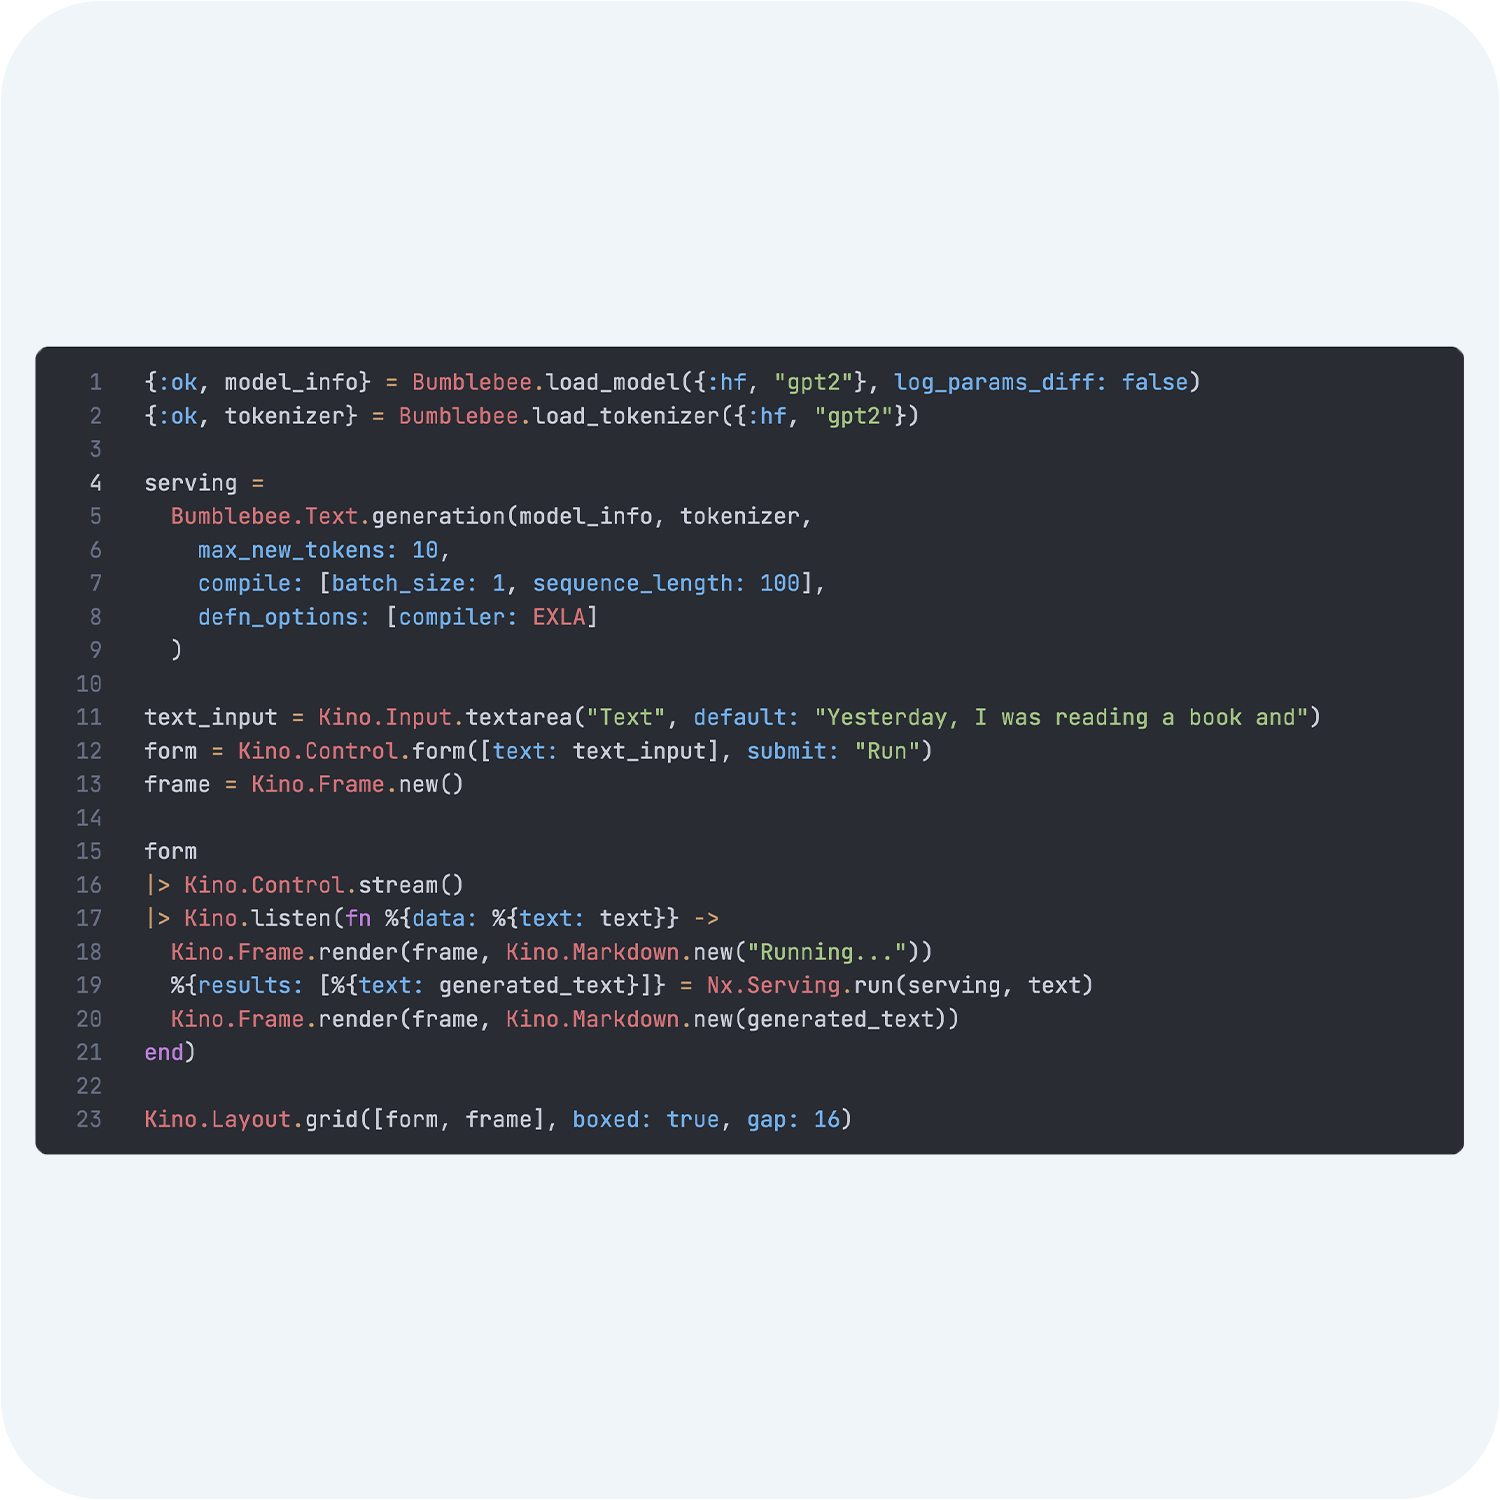 1 {:ok, model_info} = Bumblebee.load_model({:hf, "gpt2"}, log_params_diff: false)
2 {:ok, tokenizer} = Bumblebee.load_tokenizer({:hf, "gpt2"})
3
4 serving =
5   Bumblebee.Text.generation(model_info, tokenizer,
6     max_new_tokens: 10,
7     compile: [batch_size: 1, sequence_length: 100],
8     defn_options: [compiler: EXLA]
9   )
10
11 text_input = Kino.Input.textarea("Text", default: "Yesterday, I was reading a book and")
12 form = Kino.Control.form([text: text_input], submit: "Run")
13 frame = Kino.Frame.new()
14
15 form
16 |> Kino.Control.stream()
17 |> Kino.listen(fn %{data: %{text: text}} ->
18   Kino.Frame.render(frame, Kino.Markdown.new("Running..."))
19   %{results: [%{text: generated_text}]} = Nx.Serving.run(serving, text)
20   Kino.Frame.render(frame, Kino.Markdown.new(generated_text))
21 end)
22
23 Kino.Layout.grid([form, frame], boxed: true, gap: 16)